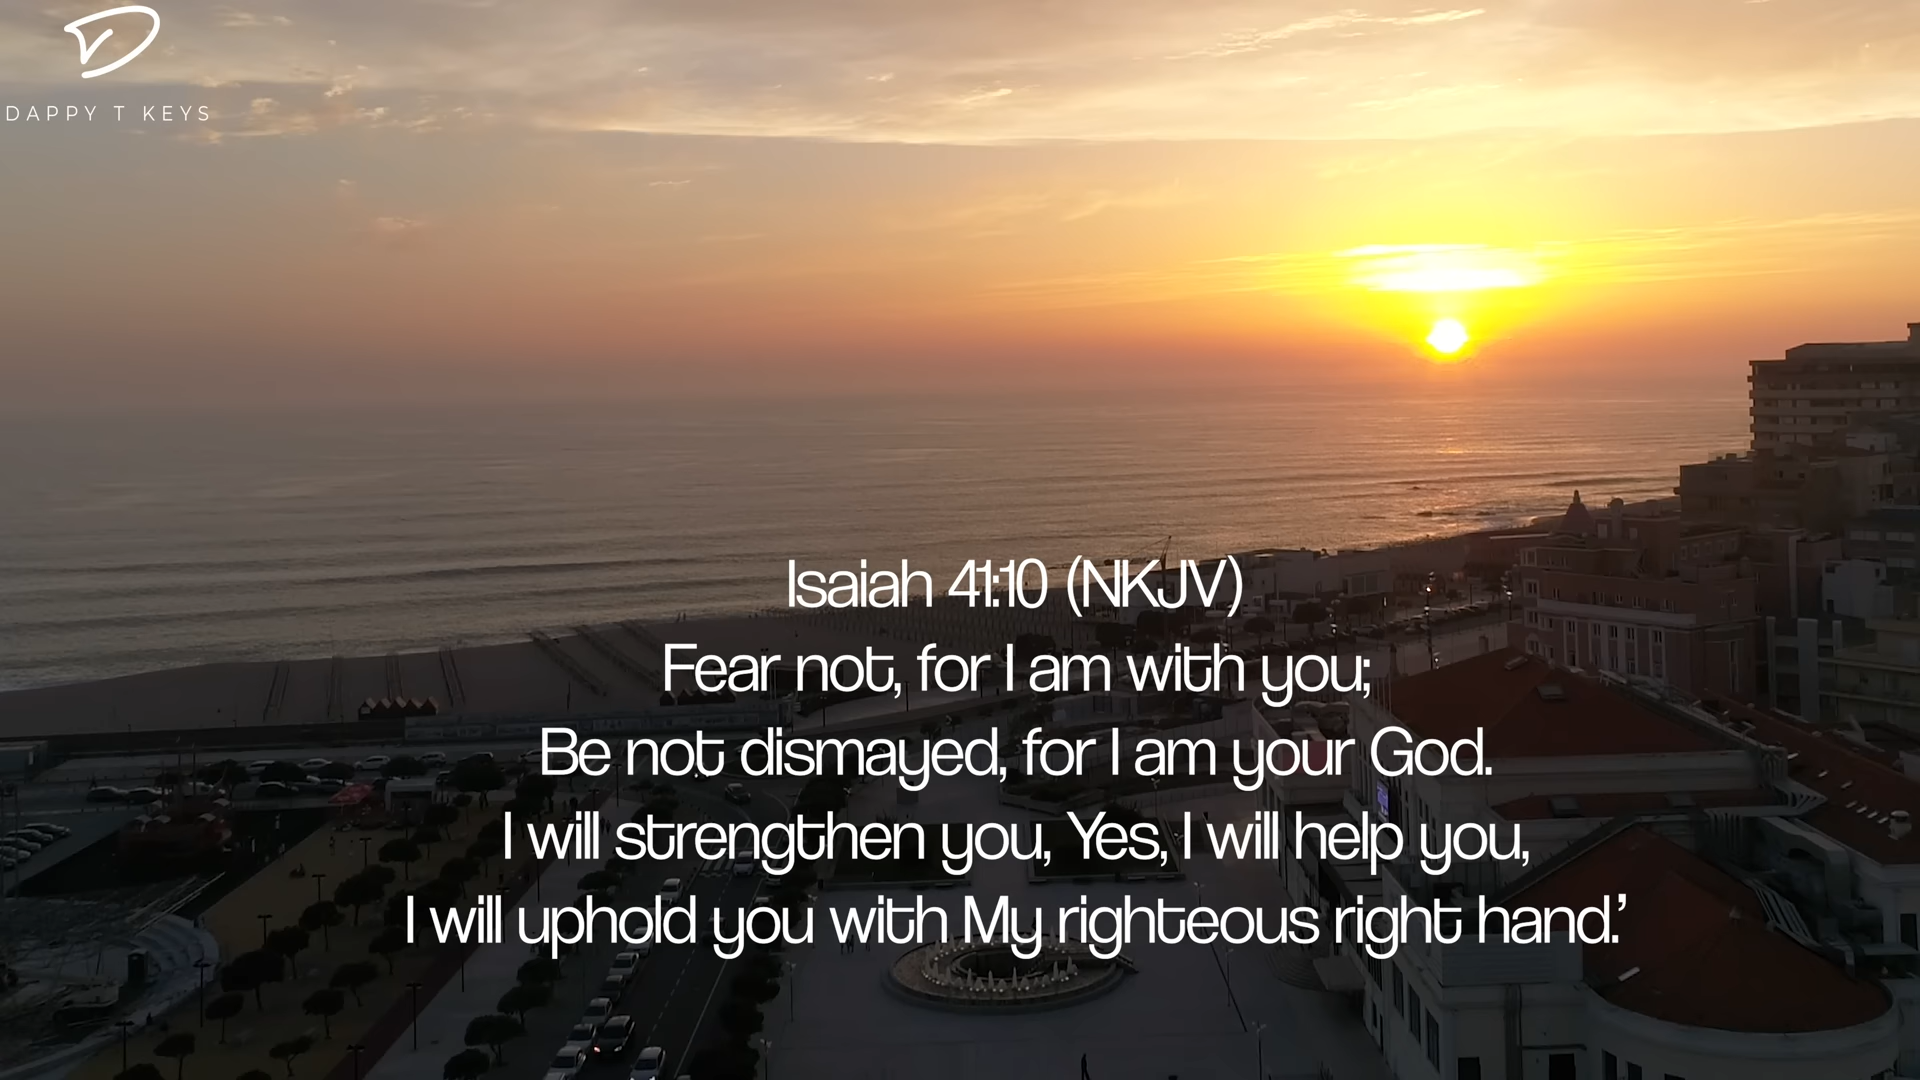 DAPPY T KEYS
Isaiah 41:10 (NKJV)
Fear not, for I am with you;
Be not dismayed, for I am your God.
I will strengthen you, Yes, I will help you,
I will uphold you with My righteous right hand.’